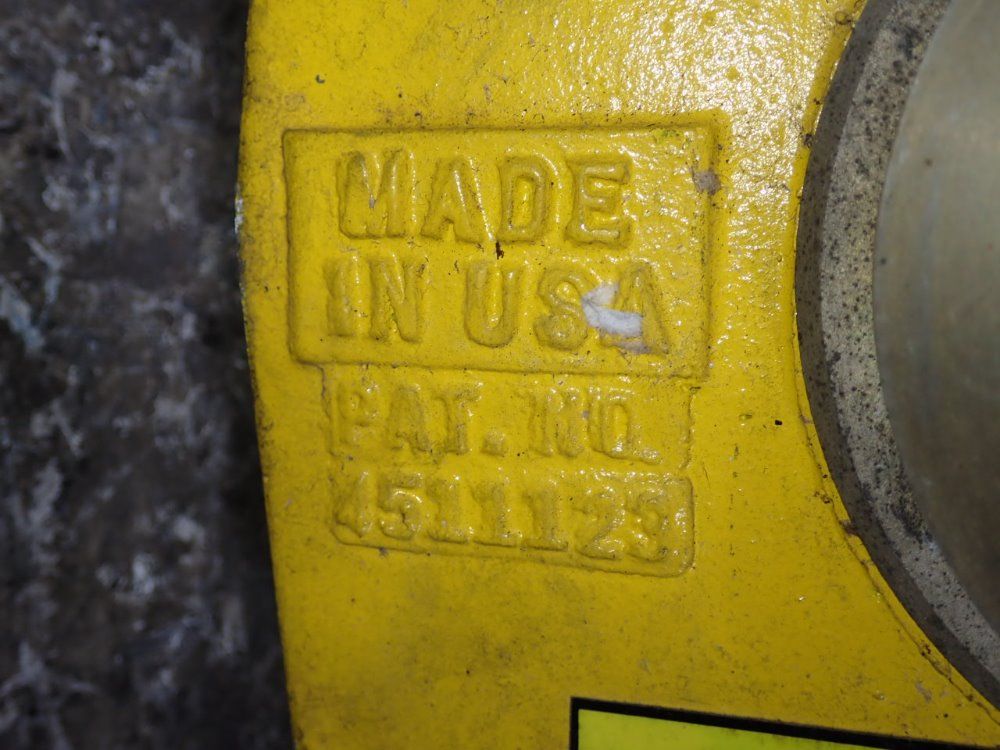 MADE
IN USA
PAT. NO.
4511123